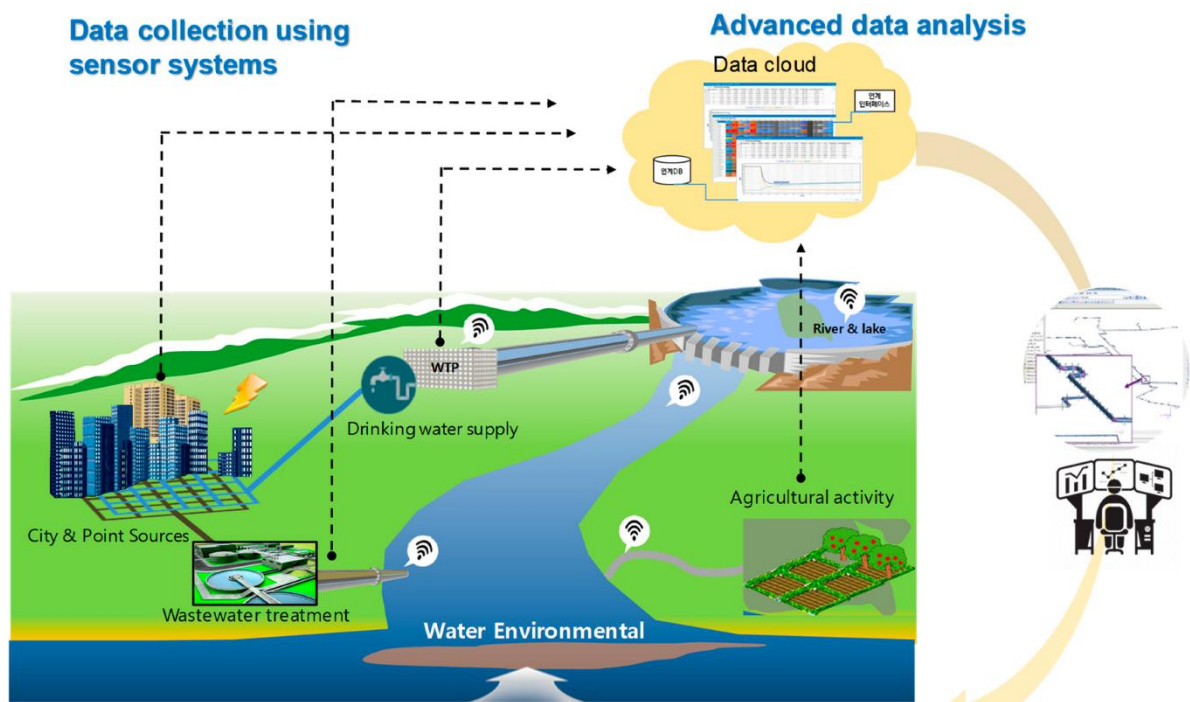 Data collection using
sensor systems
Advanced data analysis
Data cloud
연계
인터페이스
연계DB
River & lake
WTP
Drinking water supply
Agricultural activity
City & Point Sources
Wastewater treatment
Water Environmental